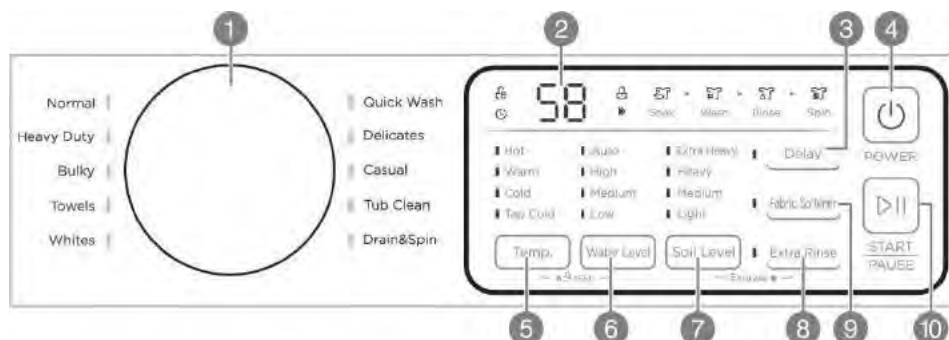 1 2 3 4
Normal
Heavy Duty
Bulky
Towels
Whites
Quick Wash
Delicates
Casual
Tub Clean
Drain&Spin
58
Soak Wash Rinse Spin
Hot Auto Extra Heavy
Warm High Heavy
Cold Medium Medium
Tap Cold Low Light
Delay
Fabric Softener
Temp. Water Level Soil Level Extra Rinse
POWER
START
PAUSE
5 6 7 8 9 10